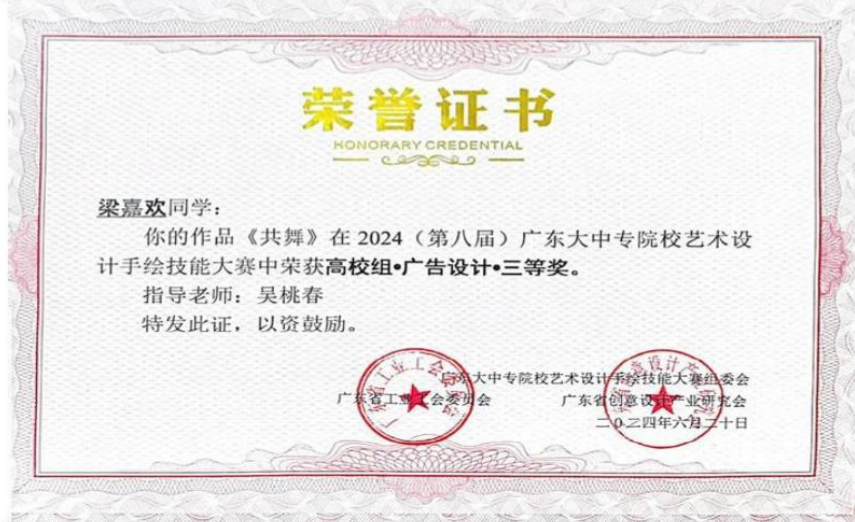 荣誉证书
HONORARY CREDENTIAL
梁嘉欢同学：
你的作品《共舞》在 2024（第八届）广东大中专院校艺术设
计手绘技能大赛中荣获高校组•广告设计•三等奖。
指导老师：吴桃春
特发此证，以资鼓励。
广东大中专院校艺术设计手绘技能大赛组委会
广东省工业工会委员会 广东省创意设计产业研究会
二〇二四年六月二十日